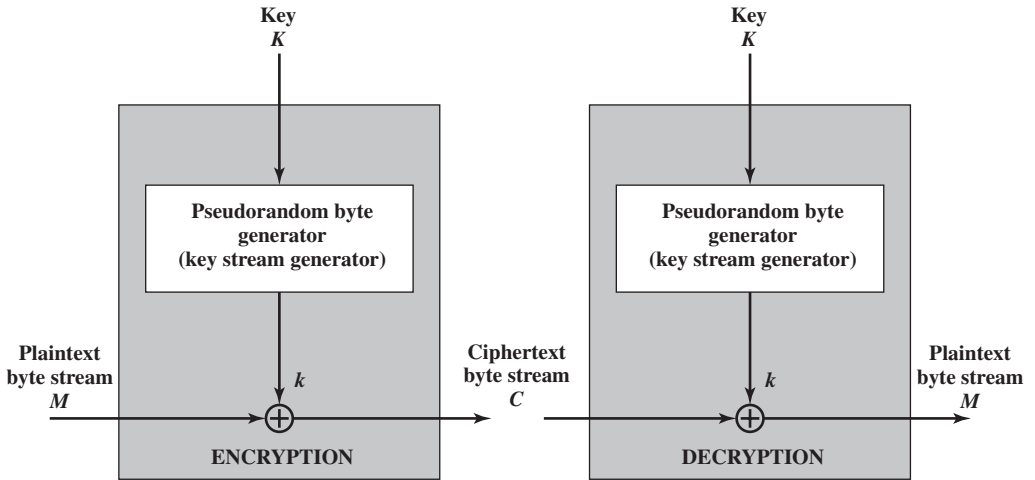 Key
K
Pseudorandom byte
generator
(key stream generator)
Plaintext
byte stream
M
k
ENCRYPTION
Ciphertext
byte stream
C
Key
K
Pseudorandom byte
generator
(key stream generator)
k
DECRYPTION
Plaintext
byte stream
M